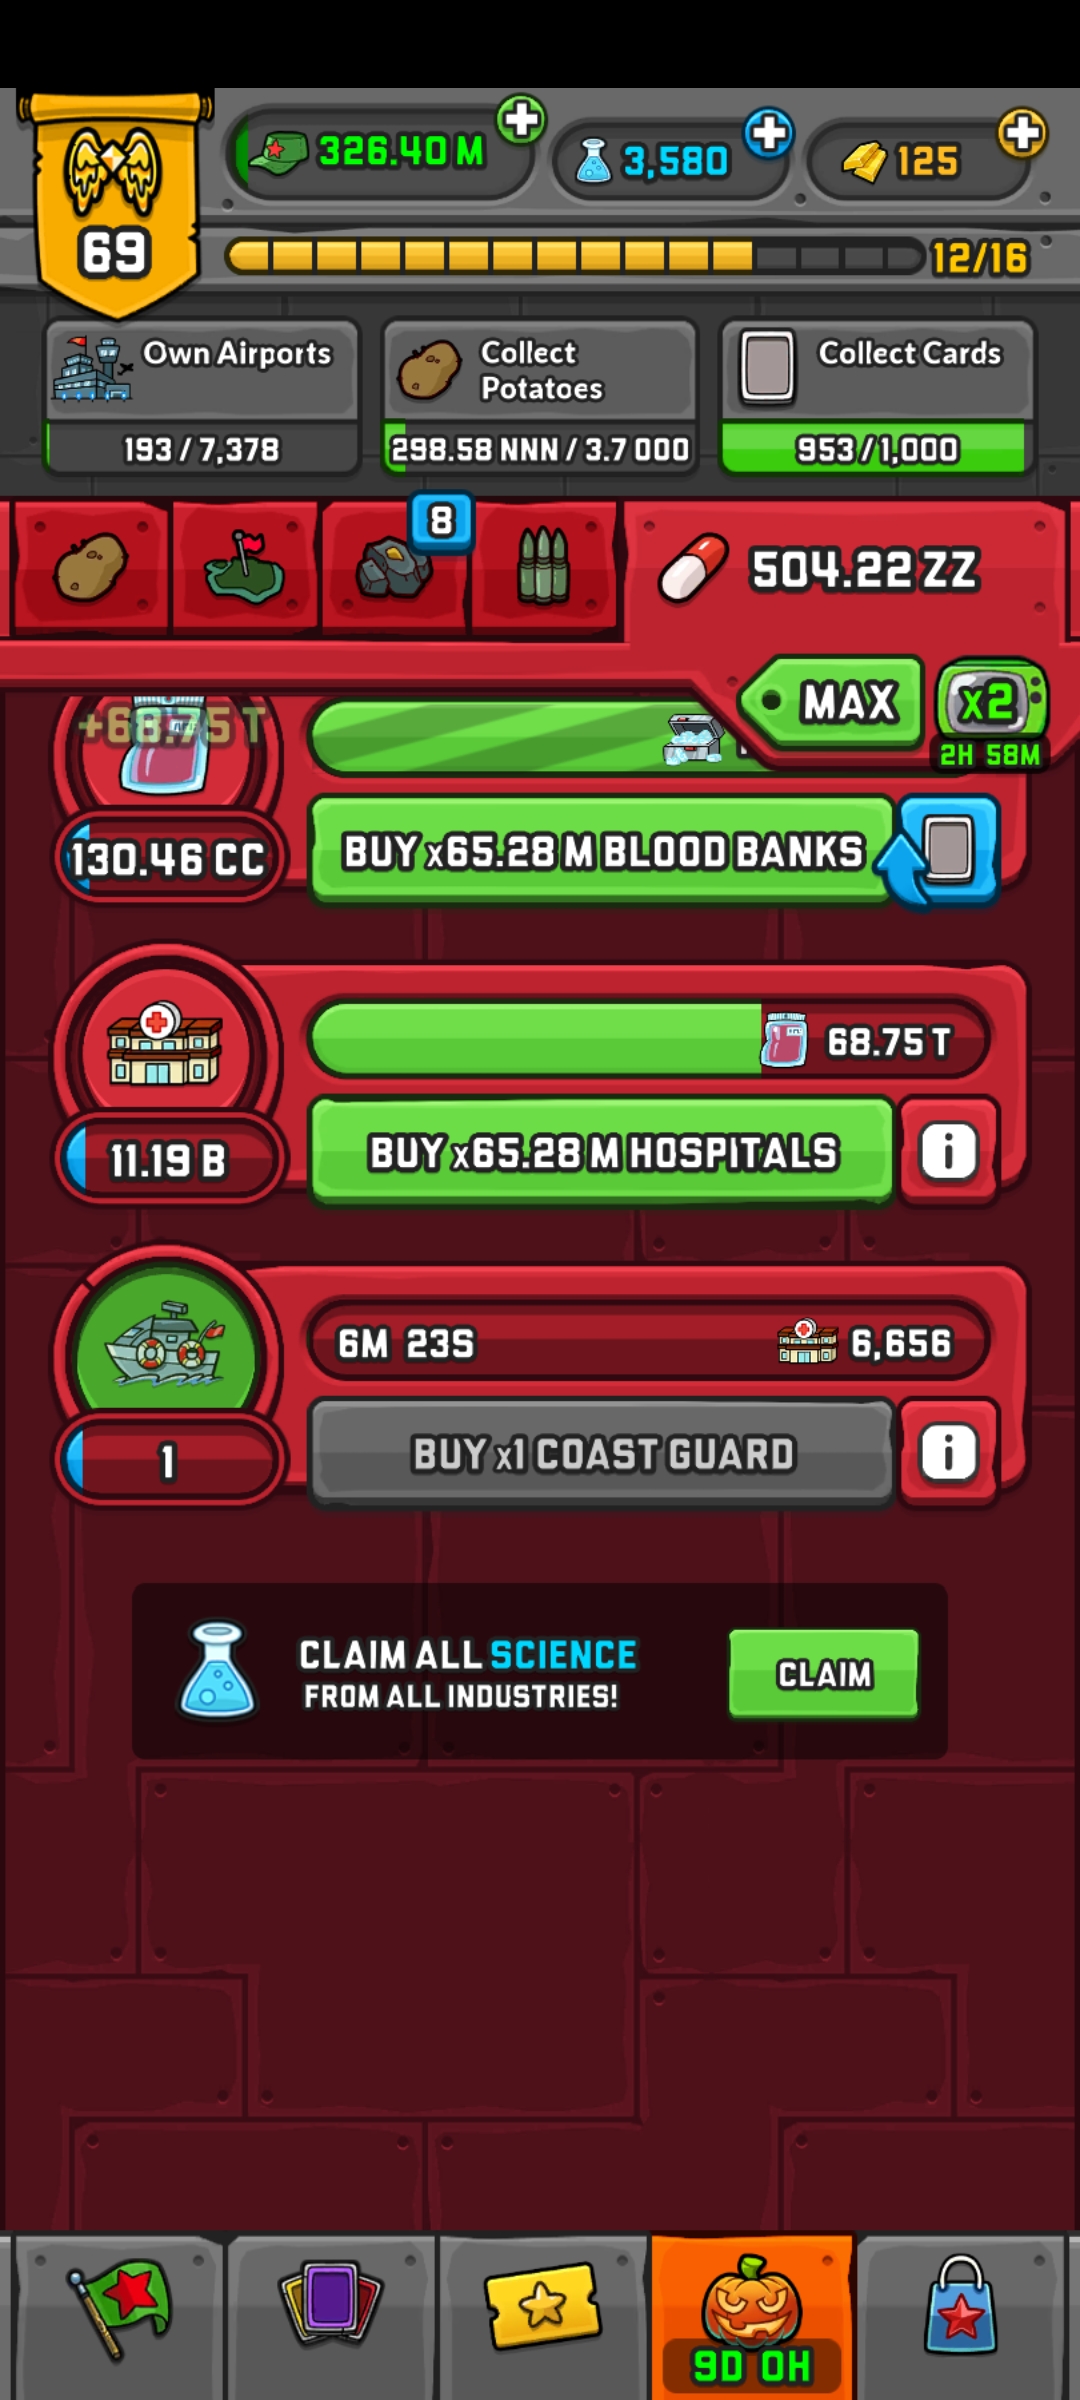 69
326.40 M
3,580
125
12/16
Own Airports
193 / 7,378
Collect
Potatoes
298.58 NNN / 3.7 OOO
Collect Cards
953 / 1,000
8
504.22 ZZ
MAX
x2
2H 58M
+68.75 T
130.46 CC
BUY x65.28 M BLOOD BANKS
68.75 T
11.19 B
BUY x65.28 M HOSPITALS
i
6M 23S
6,656
1
BUY x1 COAST GUARD
i
CLAIM ALL SCIENCE
FROM ALL INDUSTRIES!
CLAIM
9D 0H